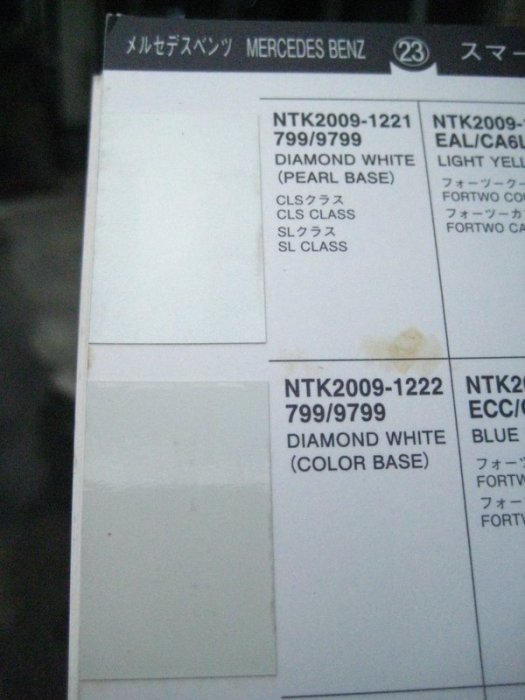 メルセデスベンツ MERCEDES BENZ 23 スマー
NTK2009-1221
799/9799
DIAMOND WHITE
(PEARL BASE)
CLSクラス
CLS CLASS
SLクラス
SL CLASS
NTK2009-
EAL/CA6L
LIGHT YELL
フォーツーク
FORTWO COU
フォーツーカ
FORTWO CA
NTK2009-1222
799/9799
DIAMOND WHITE
(COLOR BASE)
NTK20
ECC/
BLUE
フォー
FORTW
フォー
FORTW